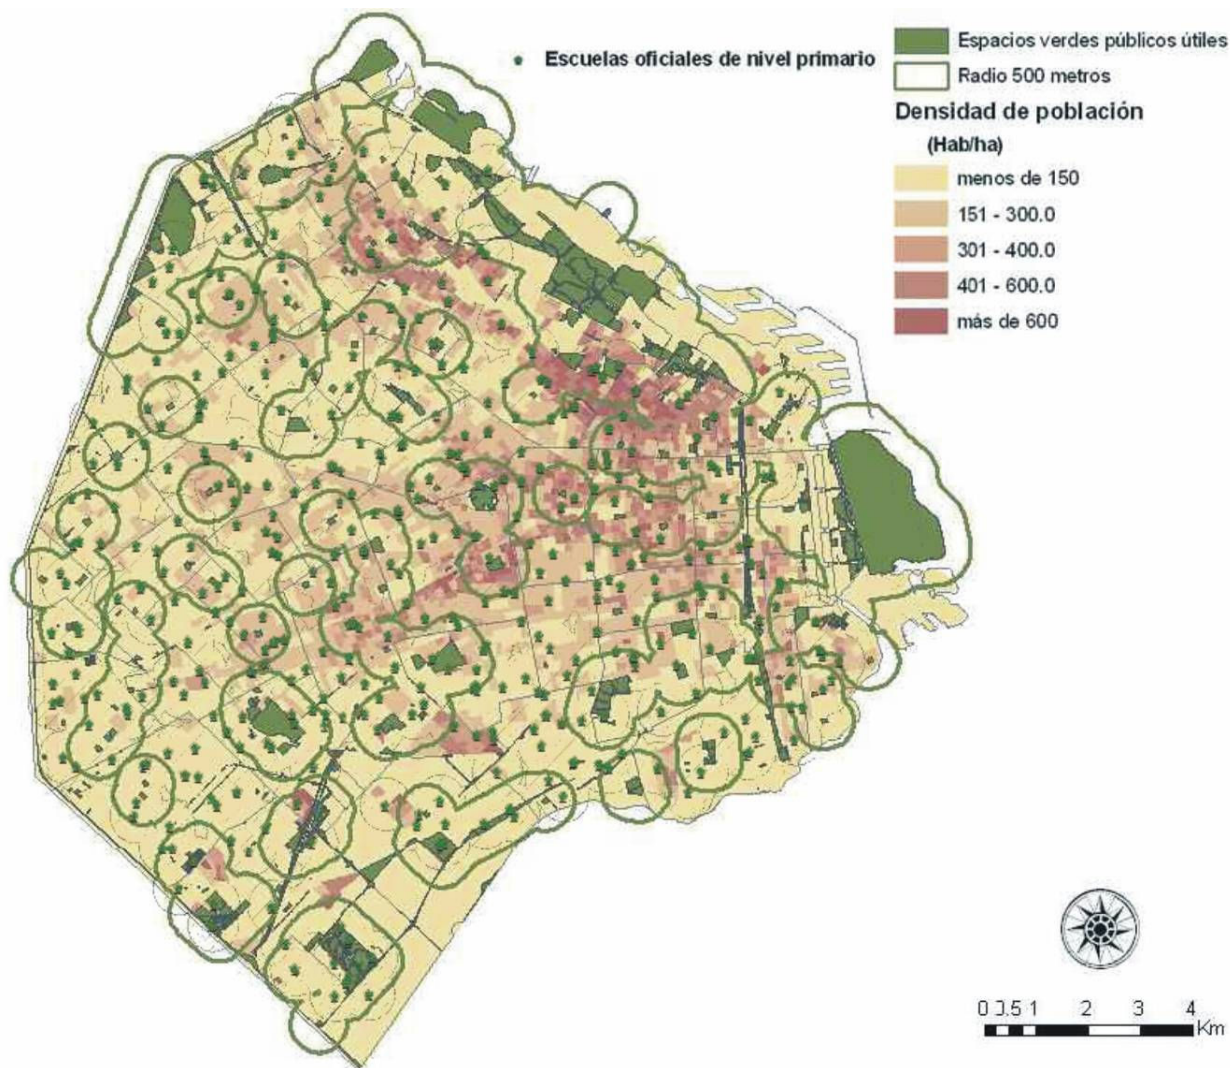 Escuelas oficiales de nivel primario
Espacios verdes públicos útiles
Radio 500 metros
Densidad de población
(Hab/ha)
menos de 150
151 - 300.0
301 - 400.0
401 - 600.0
más de 600
0 0.5 1 2 3 4
Km